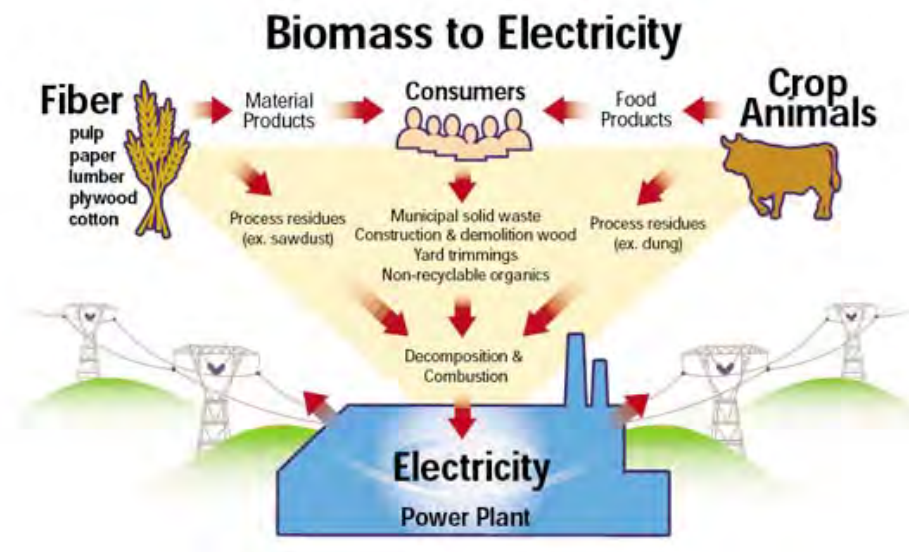 Biomass to Electricity
Fiber
pulp
paper
lumber
plywood
cotton
Material
Products
Consumers
Food
Products
Crop
Animals
Process residues
(ex. sawdust)
Municipal solid waste
Construction & demolition wood
Yard trimmings
Non-recyclable organics
Process residues
(ex. dung)
Decomposition &
Combustion
Electricity
Power Plant